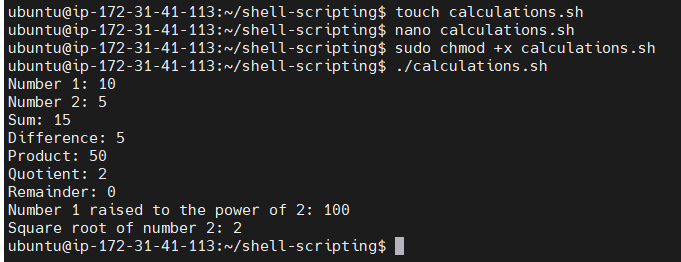 ubuntu@ip-172-31-41-113:~/shell-scripting$ touch calculations.sh
ubuntu@ip-172-31-41-113:~/shell-scripting$ nano calculations.sh
ubuntu@ip-172-31-41-113:~/shell-scripting$ sudo chmod +x calculations.sh
ubuntu@ip-172-31-41-113:~/shell-scripting$ ./calculations.sh
Number 1: 10
Number 2: 5
Sum: 15
Difference: 5
Product: 50
Quotient: 2
Remainder: 0
Number 1 raised to the power of 2: 100
Square root of number 2: 2
ubuntu@ip-172-31-41-113:~/shell-scripting$